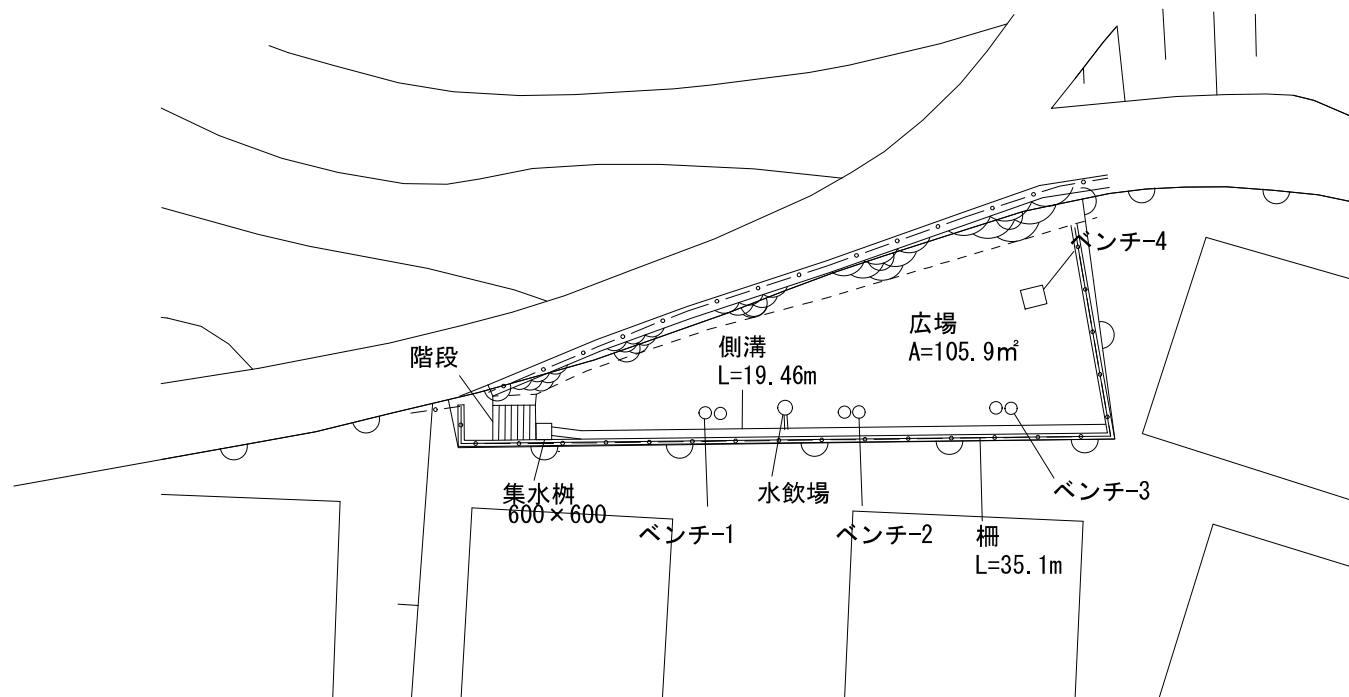 ベンチ-4
広場
A=105.9㎡
側溝
L=19.46m
階段
集水桝
600×600
水飲場
ベンチ-3
ベンチ-1
ベンチ-2
柵
L=35.1m